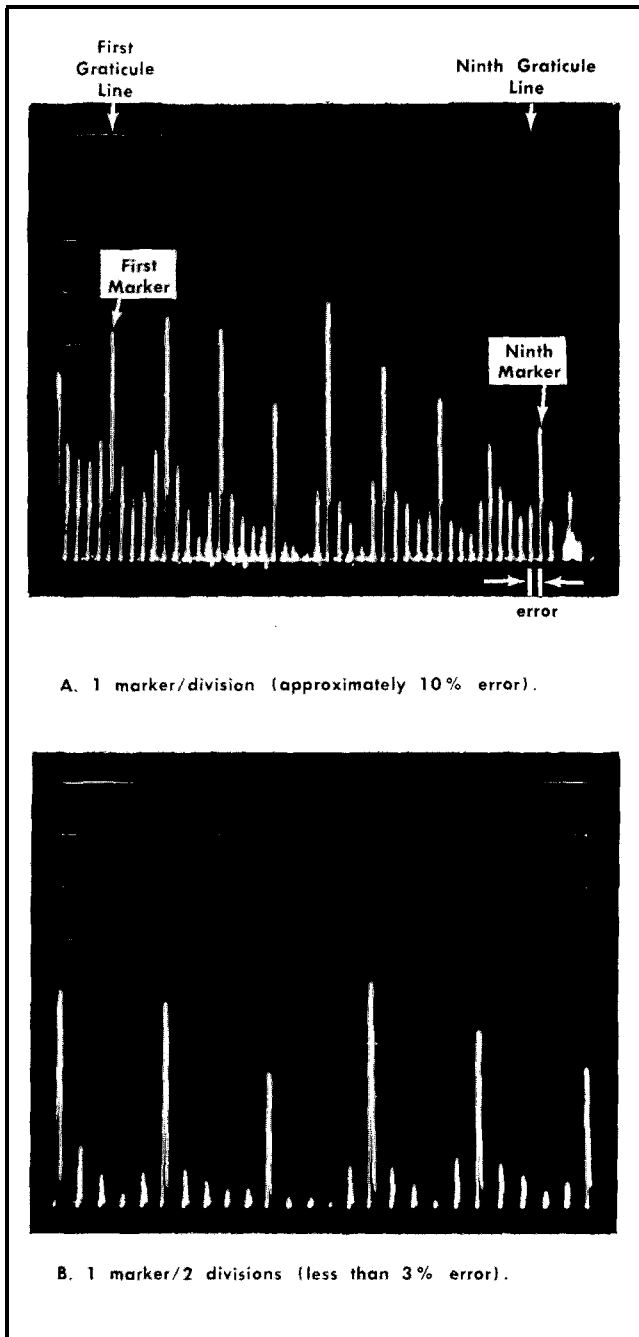 First
Graticule
Line
Ninth Graticule
Line
First
Marker
Ninth
Marker
error
A. 1 marker/division (approximately 10% error).
B. 1 marker/2 divisions (less than 3% error).